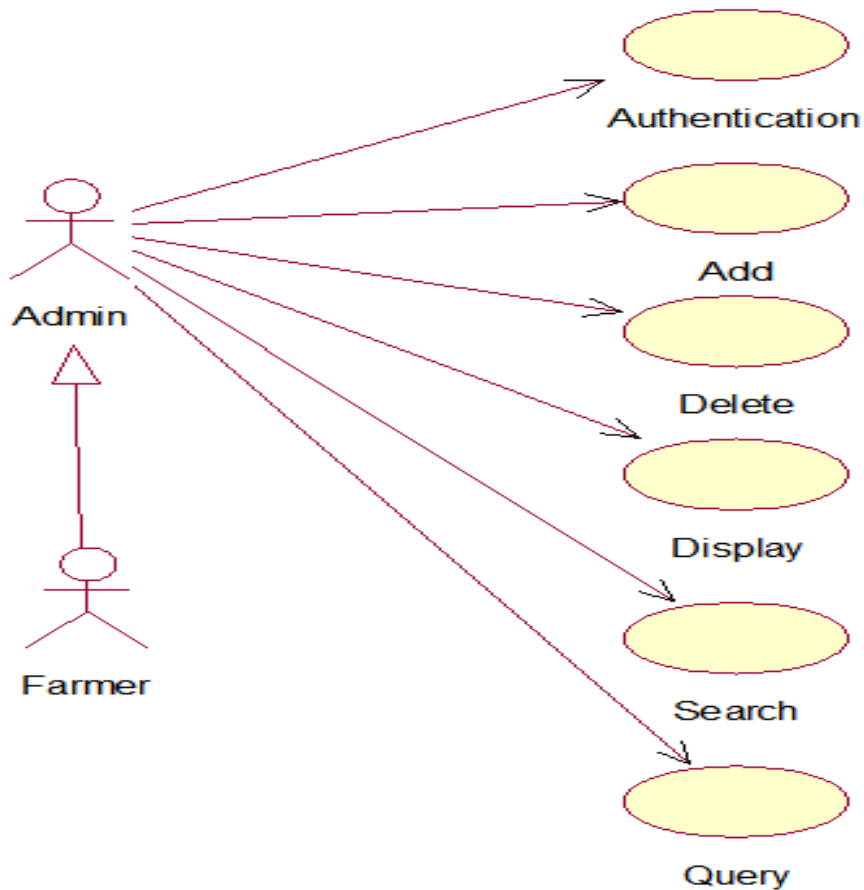 Authentication
Add
Admin
Delete
Display
Farmer
Search
Query